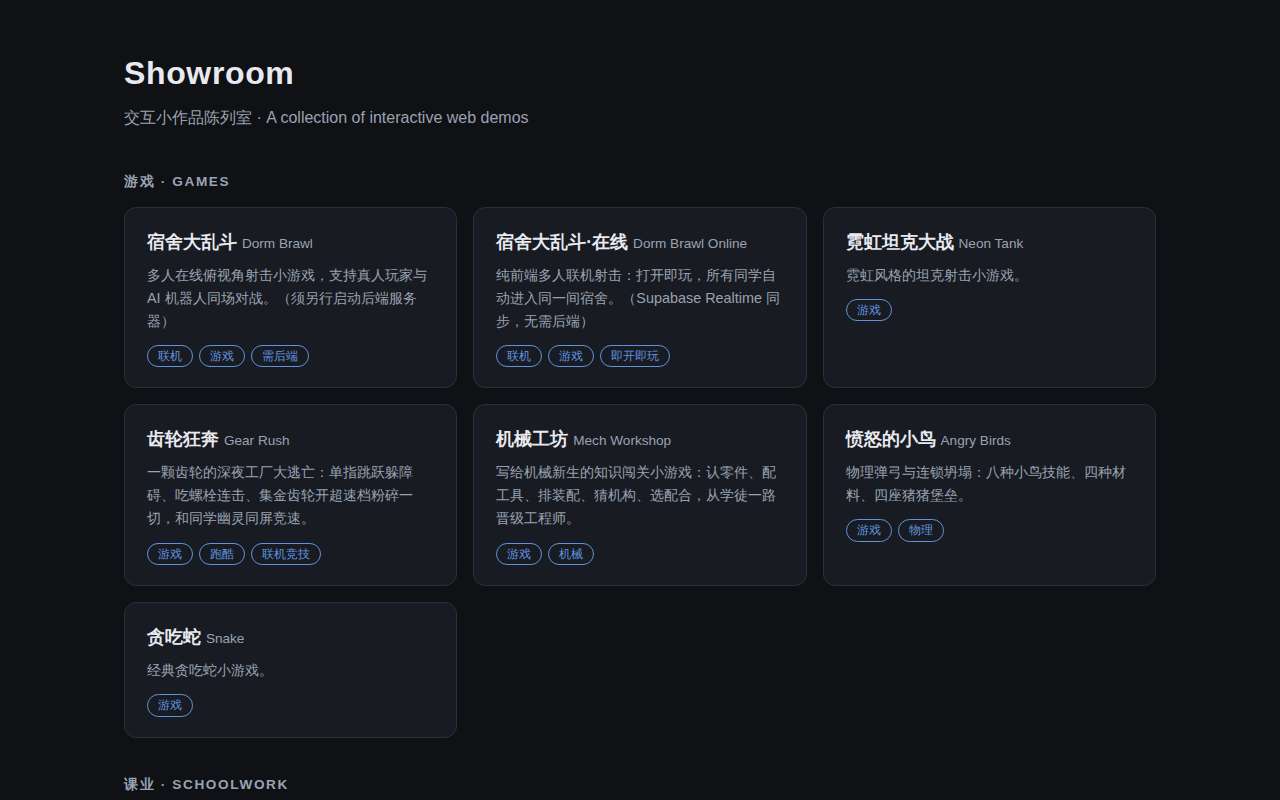 Showroom
交互小作品陈列室 · A collection of interactive web demos
游戏 · GAMES
宿舍大乱斗 Dorm Brawl
多人在线俯视角射击小游戏，支持真人玩家与
AI 机器人同场对战。（须另行启动后端服务
器）
联机 游戏 需后端
宿舍大乱斗·在线 Dorm Brawl Online
纯前端多人联机射击：打开即玩，所有同学自
动进入同一间宿舍。（Supabase Realtime 同
步，无需后端）
联机 游戏 即开即玩
霓虹坦克大战 Neon Tank
霓虹风格的坦克射击小游戏。
游戏
齿轮狂奔 Gear Rush
一颗齿轮的深夜工厂大逃亡：单指跳跃躲障
碍、吃螺栓连击、集金齿轮开超速档粉碎一
切，和同学幽灵同屏竞速。
游戏 跑酷 联机竞技
机械工坊 Mech Workshop
写给机械新生的知识闯关小游戏：认零件、配
工具、排装配、猜机构、选配合，从学徒一路
晋级工程师。
游戏 机械
愤怒的小鸟 Angry Birds
物理弹弓与连锁坍塌：八种小鸟技能、四种材
料、四座猪猪堡垒。
游戏 物理
贪吃蛇 Snake
经典贪吃蛇小游戏。
游戏
课业 · SCHOOLWORK